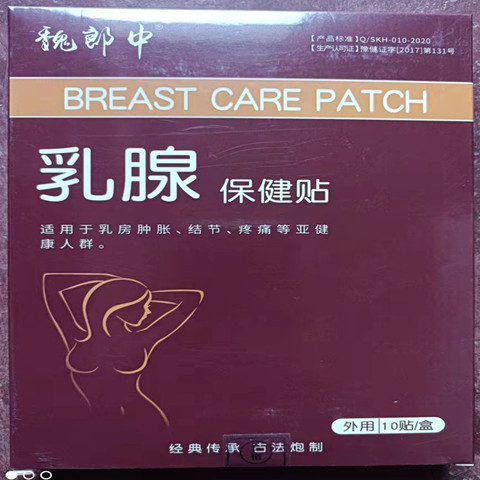 魏郎中
【产品标准】Q/SKH-010-2020
【生产认可证】豫健证字[2017]第131号
BREAST CARE PATCH
乳腺 保健贴
适用于乳房肿胀、结节、疼痛等亚健
康人群。
外用 10贴/盒
经典传承 古法炮制